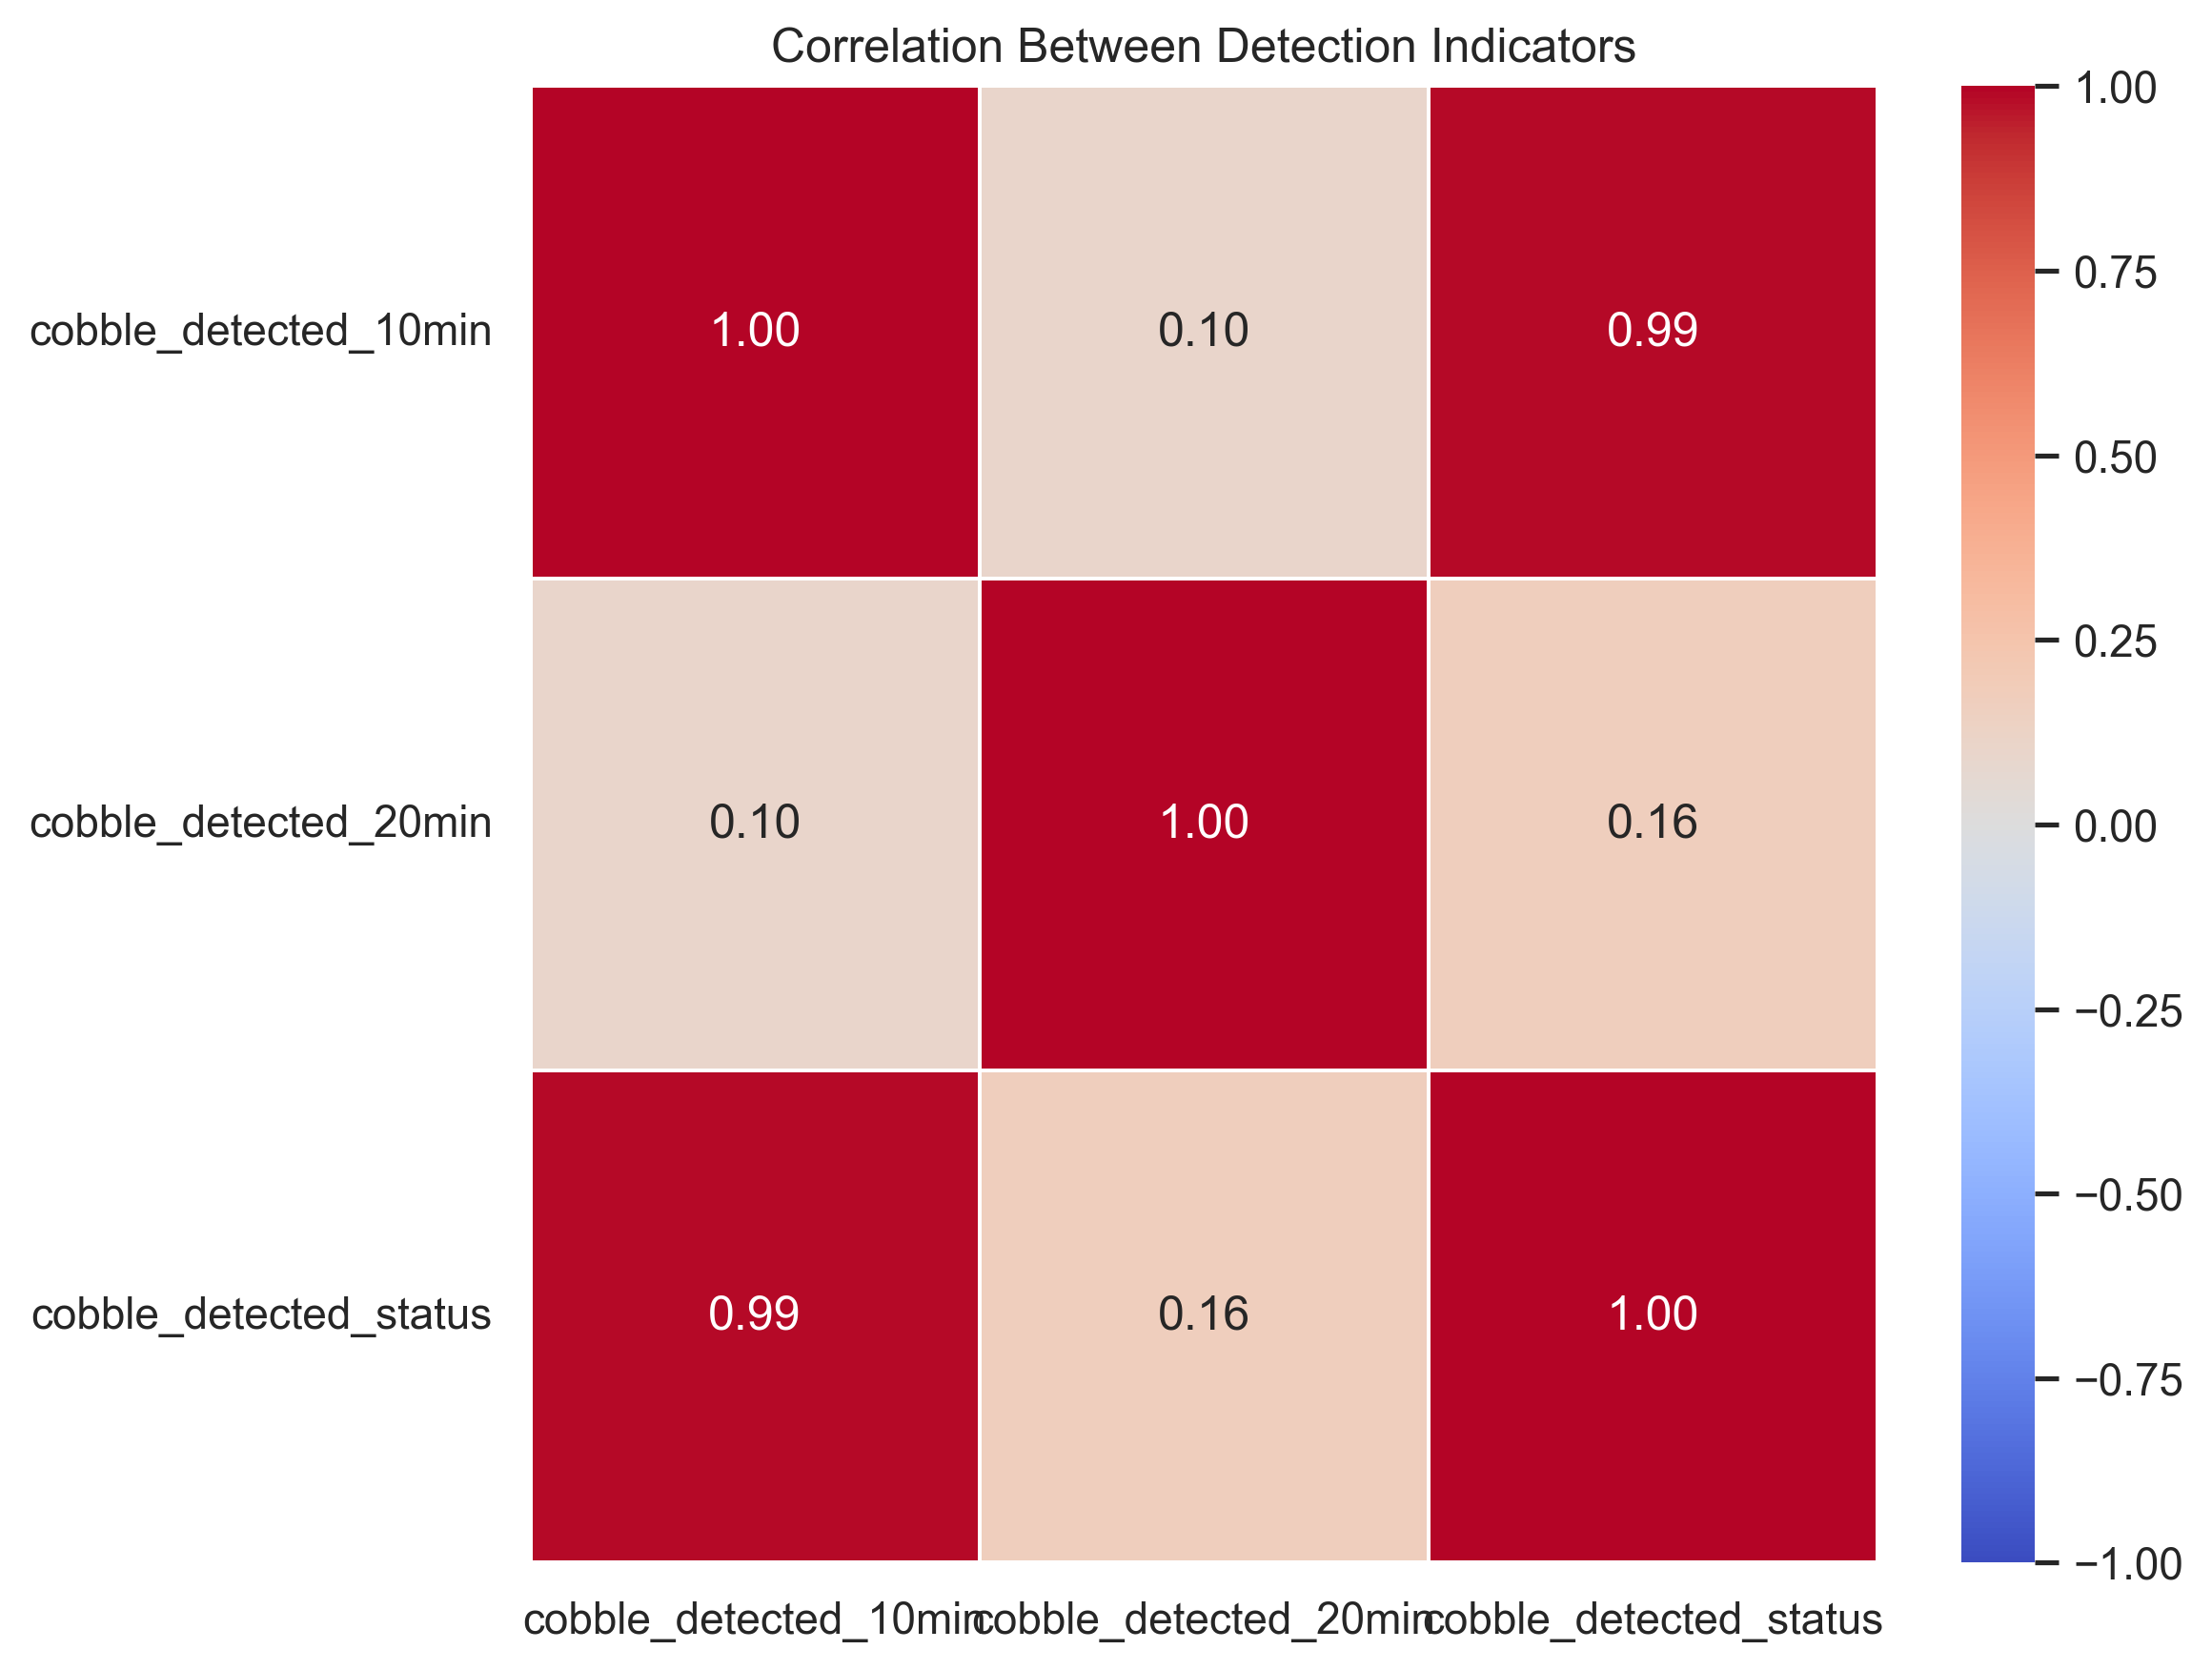 Correlation Between Detection Indicators
cobble_detected_10min
1.00
0.10
0.99
cobble_detected_20min
0.10
1.00
0.16
cobble_detected_status
0.99
0.16
1.00
cobble_detected_10min
cobble_detected_20min
cobble_detected_status
1.00
0.75
0.50
0.25
0.00
−0.25
−0.50
−0.75
−1.00